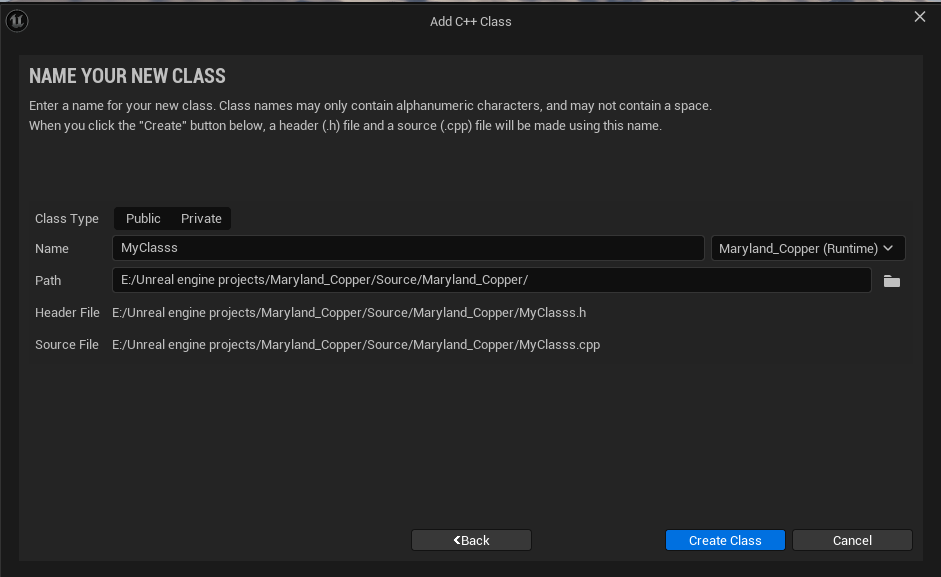 Add C++ Class
NAME YOUR NEW CLASS
Enter a name for your new class. Class names may only contain alphanumeric characters, and may not contain a space.
When you click the "Create" button below, a header (.h) file and a source (.cpp) file will be made using this name.
Class Type Public Private
Name MyClasss Maryland_Copper (Runtime)
Path E:/Unreal engine projects/Maryland_Copper/Source/Maryland_Copper/
Header File E:/Unreal engine projects/Maryland_Copper/Source/Maryland_Copper/MyClasss.h
Source File E:/Unreal engine projects/Maryland_Copper/Source/Maryland_Copper/MyClasss.cpp
Back Create Class Cancel